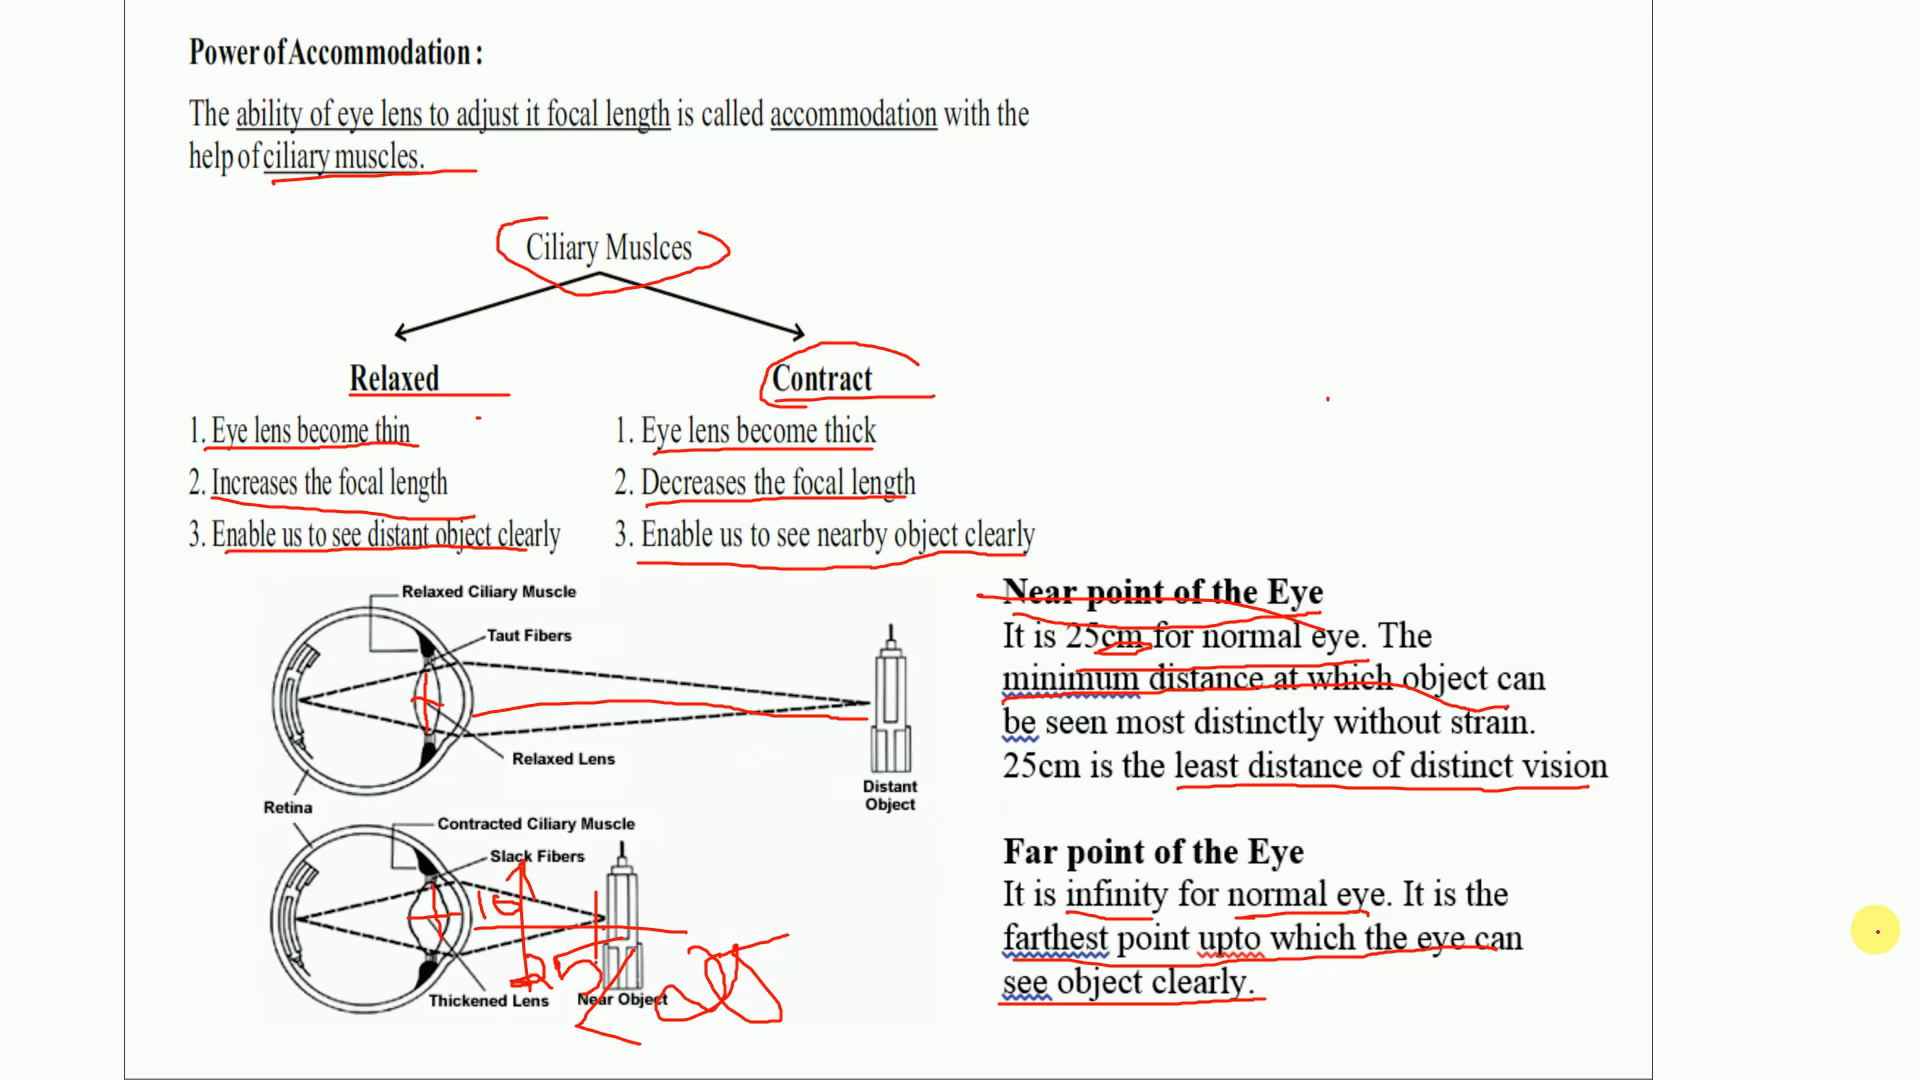 Power of Accommodation :
The ability of eye lens to adjust it focal length is called accommodation with the
help of ciliary muscles.
Ciliary Muslces
Relaxed
1. Eye lens become thin
2. Increases the focal length
3. Enable us to see distant object clearly
Contract
1. Eye lens become thick
2. Decreases the focal length
3. Enable us to see nearby object clearly
Relaxed Ciliary Muscle
Taut Fibers
Relaxed Lens
Distant
Object
Retina
Contracted Ciliary Muscle
Slack Fibers
Thickened Lens
Near Object
25
Near point of the Eye
It is 25cm for normal eye. The
minimum distance at which object can
be seen most distinctly without strain.
25cm is the least distance of distinct vision
Far point of the Eye
It is infinity for normal eye. It is the
farthest point upto which the eye can
see object clearly.